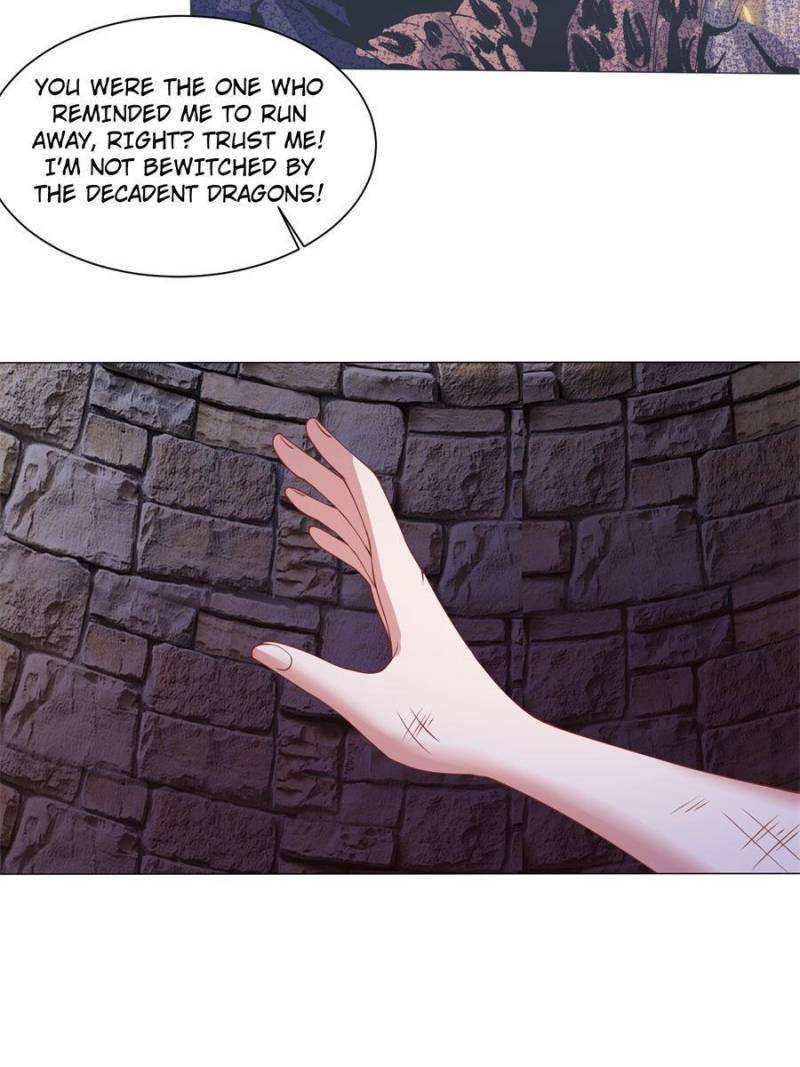 YOU WERE THE ONE WHO
REMINDED ME TO RUN
AWAY, RIGHT? TRUST ME!
I'M NOT BEWITCHED BY
THE DECADENT DRAGONS!